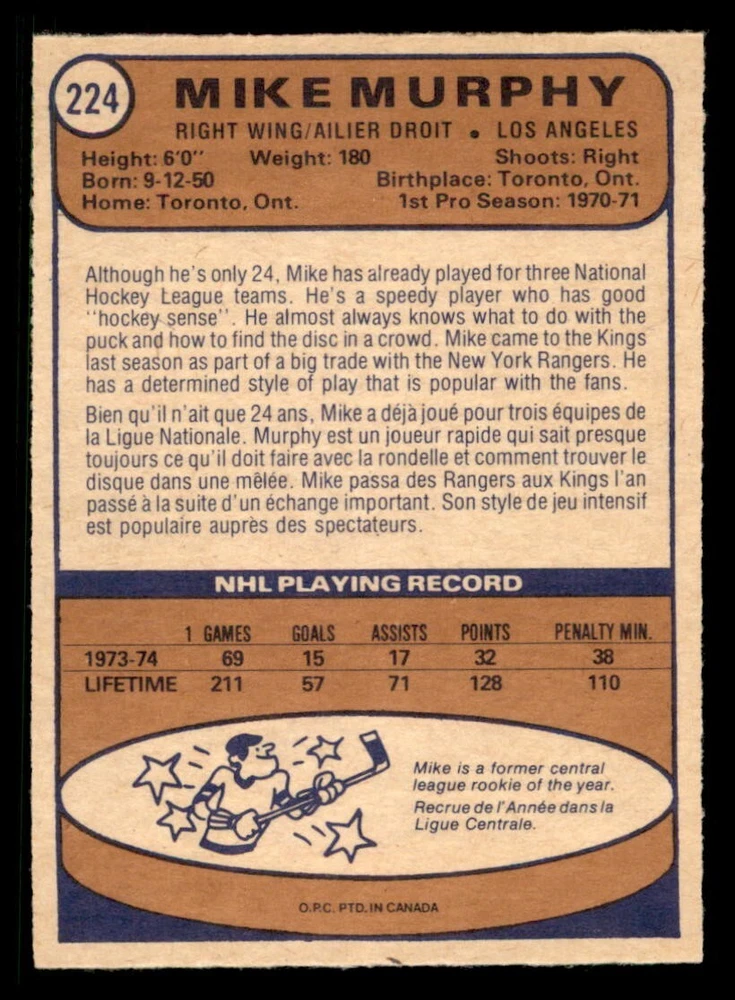 224
MIKE MURPHY
RIGHT WING/AILIER DROIT • LOS ANGELES
Height: 6'0" Weight: 180 Shoots: Right
Born: 9-12-50 Birthplace: Toronto, Ont.
Home: Toronto, Ont. 1st Pro Season: 1970-71
Although he's only 24, Mike has already played for three National
Hockey League teams. He's a speedy player who has good
"hockey sense". He almost always knows what to do with the
puck and how to find the disc in a crowd. Mike came to the Kings
last season as part of a big trade with the New York Rangers. He
has a determined style of play that is popular with the fans.
Bien qu'il n'ait que 24 ans, Mike a déjà joué pour trois équipes de
la Ligue Nationale. Murphy est un joueur rapide qui sait presque
toujours ce qu'il doit faire avec la rondelle et comment trouver le
disque dans une mêlée. Mike passa des Rangers aux Kings l'an
passé à la suite d'un échange important. Son style de jeu intensif
est populaire auprès des spectateurs.
NHL PLAYING RECORD
1 GAMES GOALS ASSISTS POINTS PENALTY MIN.
1973-74 69 15 17 32 38
LIFETIME 211 57 71 128 110
Mike is a former central
league rookie of the year.
Recrue de l'Année dans la
Ligue Centrale.
O.P.C. PTD. IN CANADA